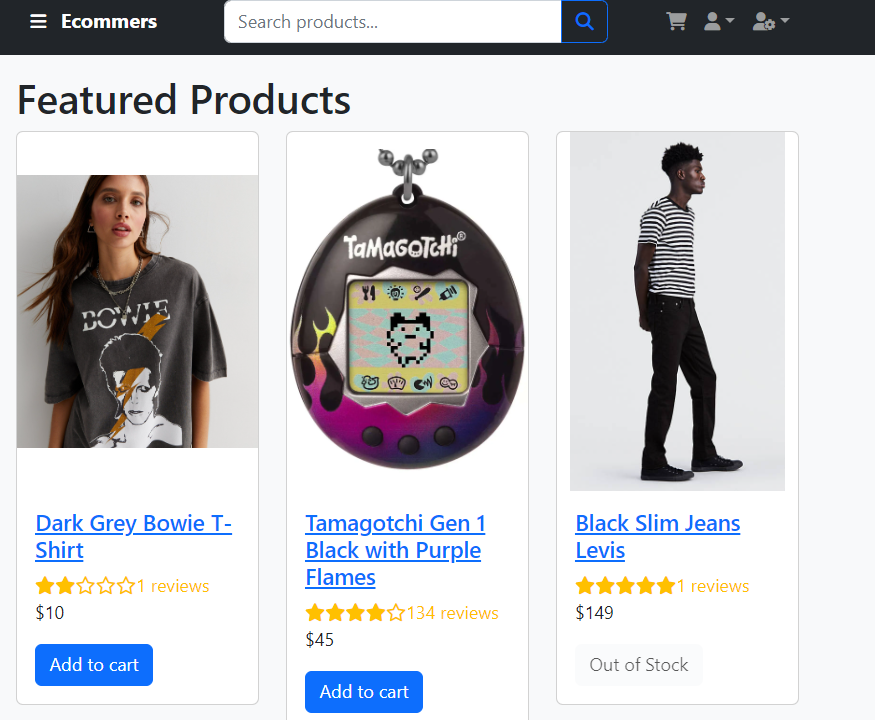 Ecommers
Search products...
Featured Products
BOWIE
Dark Grey Bowie T-
Shirt
1 reviews
$10
Add to cart
TAMAGOTCHI®
Tamagotchi Gen 1
Black with Purple
Flames
134 reviews
$45
Add to cart
Black Slim Jeans
Levis
1 reviews
$149
Out of Stock